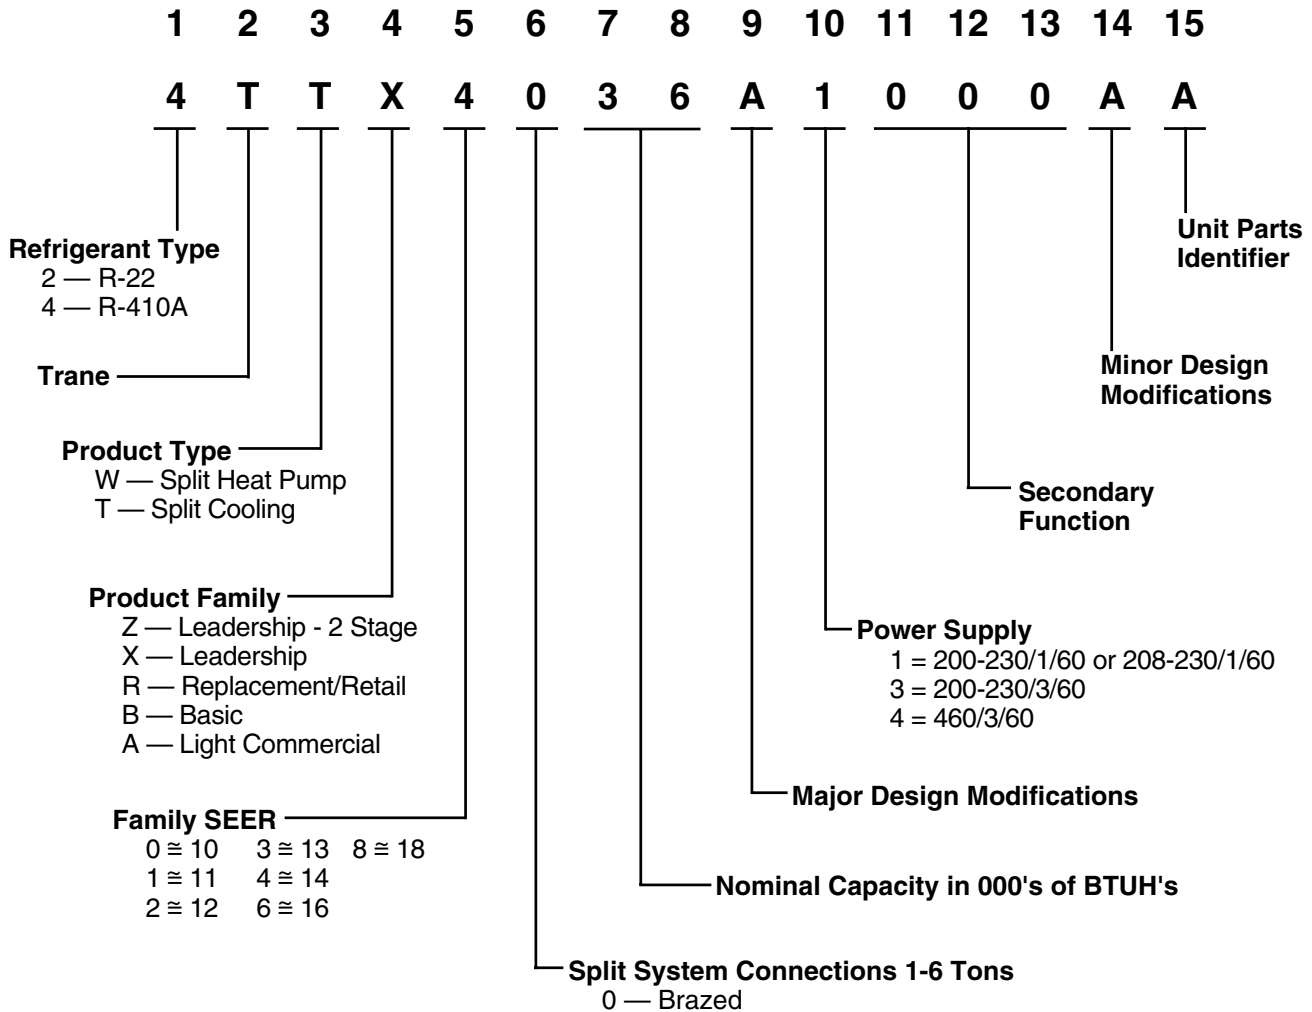 1 2 3 4 5 6 7 8 9 10 11 12 13 14 15
4 T T X 4 0 3 6 A 1 0 0 0 A A
Refrigerant Type
2 — R-22
4 — R-410A
Trane
Product Type
W — Split Heat Pump
T — Split Cooling
Product Family
Z — Leadership - 2 Stage
X — Leadership
R — Replacement/Retail
B — Basic
A — Light Commercial
Family SEER
0 ≅ 10 3 ≅ 13 8 ≅ 18
1 ≅ 11 4 ≅ 14
2 ≅ 12 6 ≅ 16
Split System Connections 1-6 Tons
0 — Brazed
Nominal Capacity in 000's of BTUH's
Major Design Modifications
Power Supply
1 = 200-230/1/60 or 208-230/1/60
3 = 200-230/3/60
4 = 460/3/60
Secondary
Function
Minor Design
Modifications
Unit Parts
Identifier